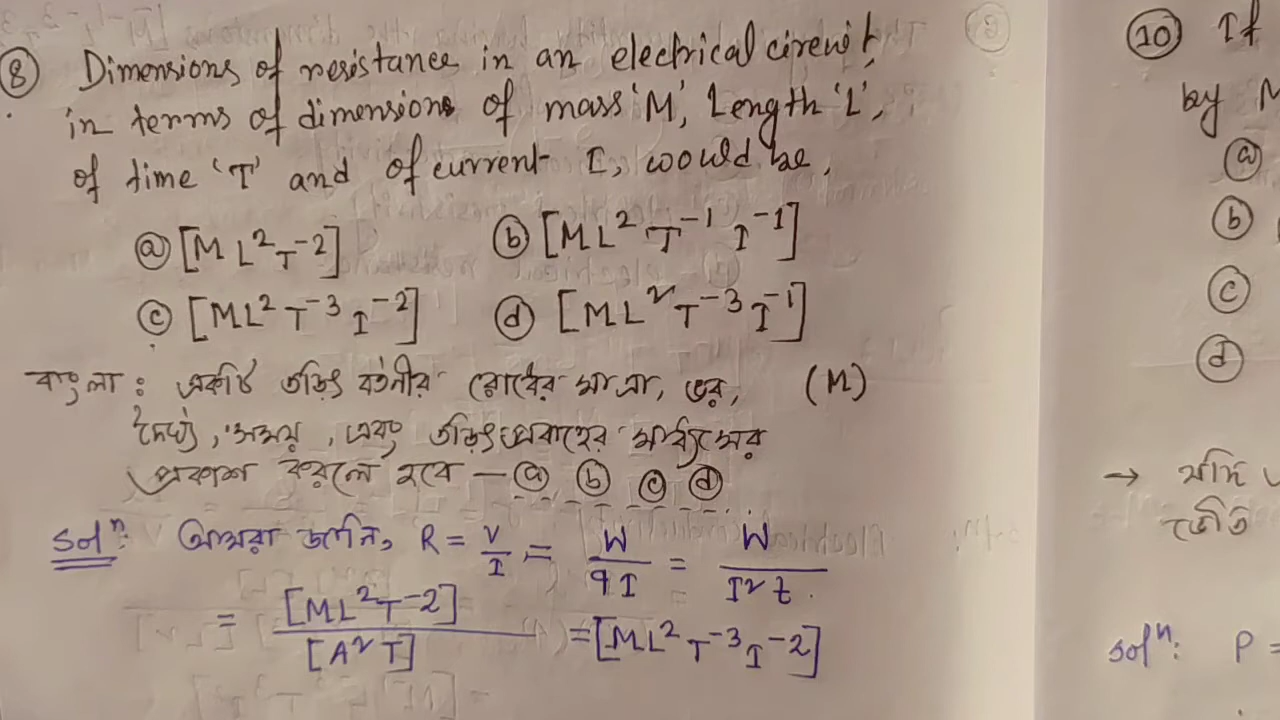 ⑧ Dimensions of resistance in an electrical circuit,
in terms of dimensions of mass 'M', Length 'L',
of time 'T' and of current I, would be,
ⓐ [ML²T⁻²] ⓑ [ML²T⁻¹I⁻¹]
ⓒ [ML²T⁻³I⁻²] ⓓ [ML²T⁻³I⁻¹]
বাংলা: একটি তড়িৎ বর্তনীর রোধের মাত্রা, ভর, (M)
দৈর্ঘ্য, সময়, এবং তড়িৎপ্রবাহের মাধ্যমের
প্রকাশ করলে হবে — ⓐ ⓑ ⓒ ⓓ
Solⁿ: আমরা জানি, R = V/I = W/qI = W/I²t
= [ML²T⁻²]/[A²T] = [ML²T⁻³I⁻²]
⑩ If
by M
ⓐ
ⓑ
ⓒ
ⓓ
→ যদি
ভৌত
Solⁿ: P =